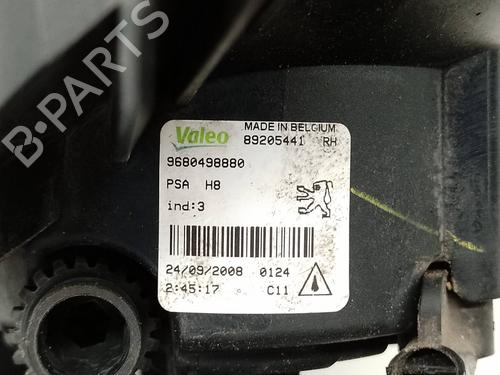 Valeo MADE IN BELGIUM
89205441 RH
9680498880
PSA H8
ind:3
24/09/2008 0124
2:45:17 C11